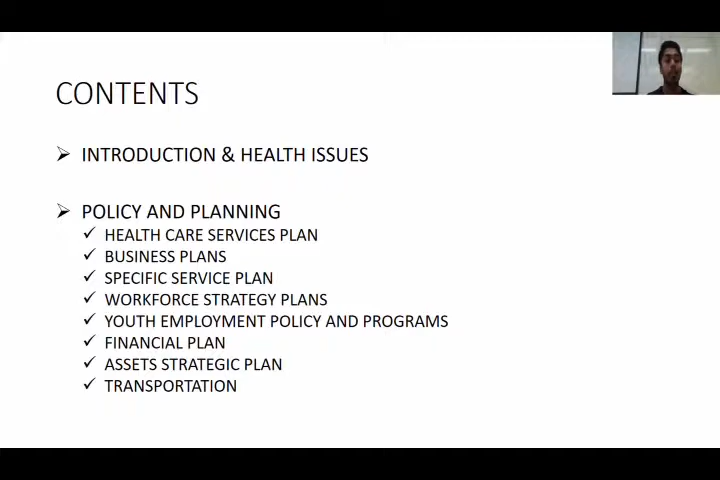 CONTENTS
INTRODUCTION & HEALTH ISSUES
POLICY AND PLANNING
HEALTH CARE SERVICES PLAN
BUSINESS PLANS
SPECIFIC SERVICE PLAN
WORKFORCE STRATEGY PLANS
YOUTH EMPLOYMENT POLICY AND PROGRAMS
FINANCIAL PLAN
ASSETS STRATEGIC PLAN
TRANSPORTATION